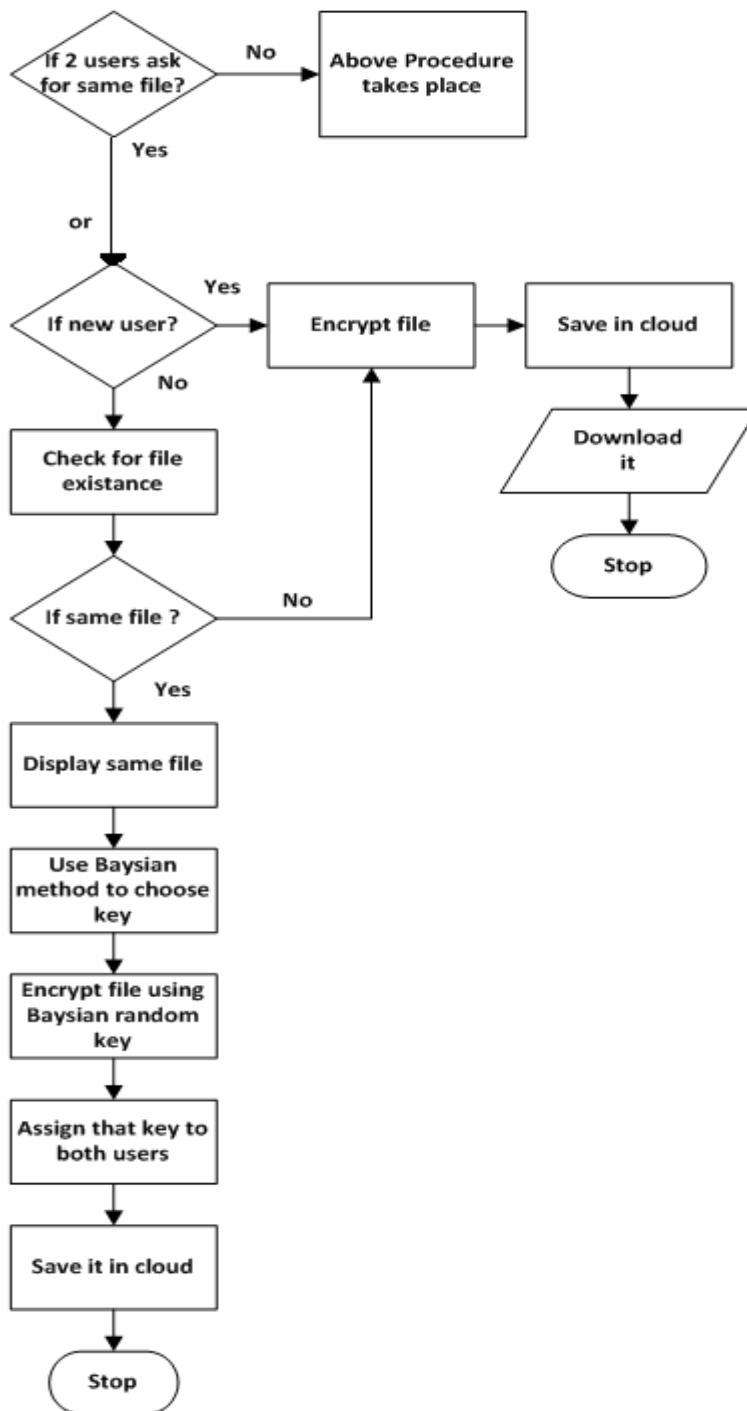 If 2 users ask
for same file?
No
Above Procedure
takes place
Yes
or
If new user?
Yes
Encrypt file
Save in cloud
No
Download
it
Check for file
existance
Stop
If same file ?
No
Yes
Display same file
Use Baysian
method to choose
key
Encrypt file using
Baysian random
key
Assign that key to
both users
Save it in cloud
Stop